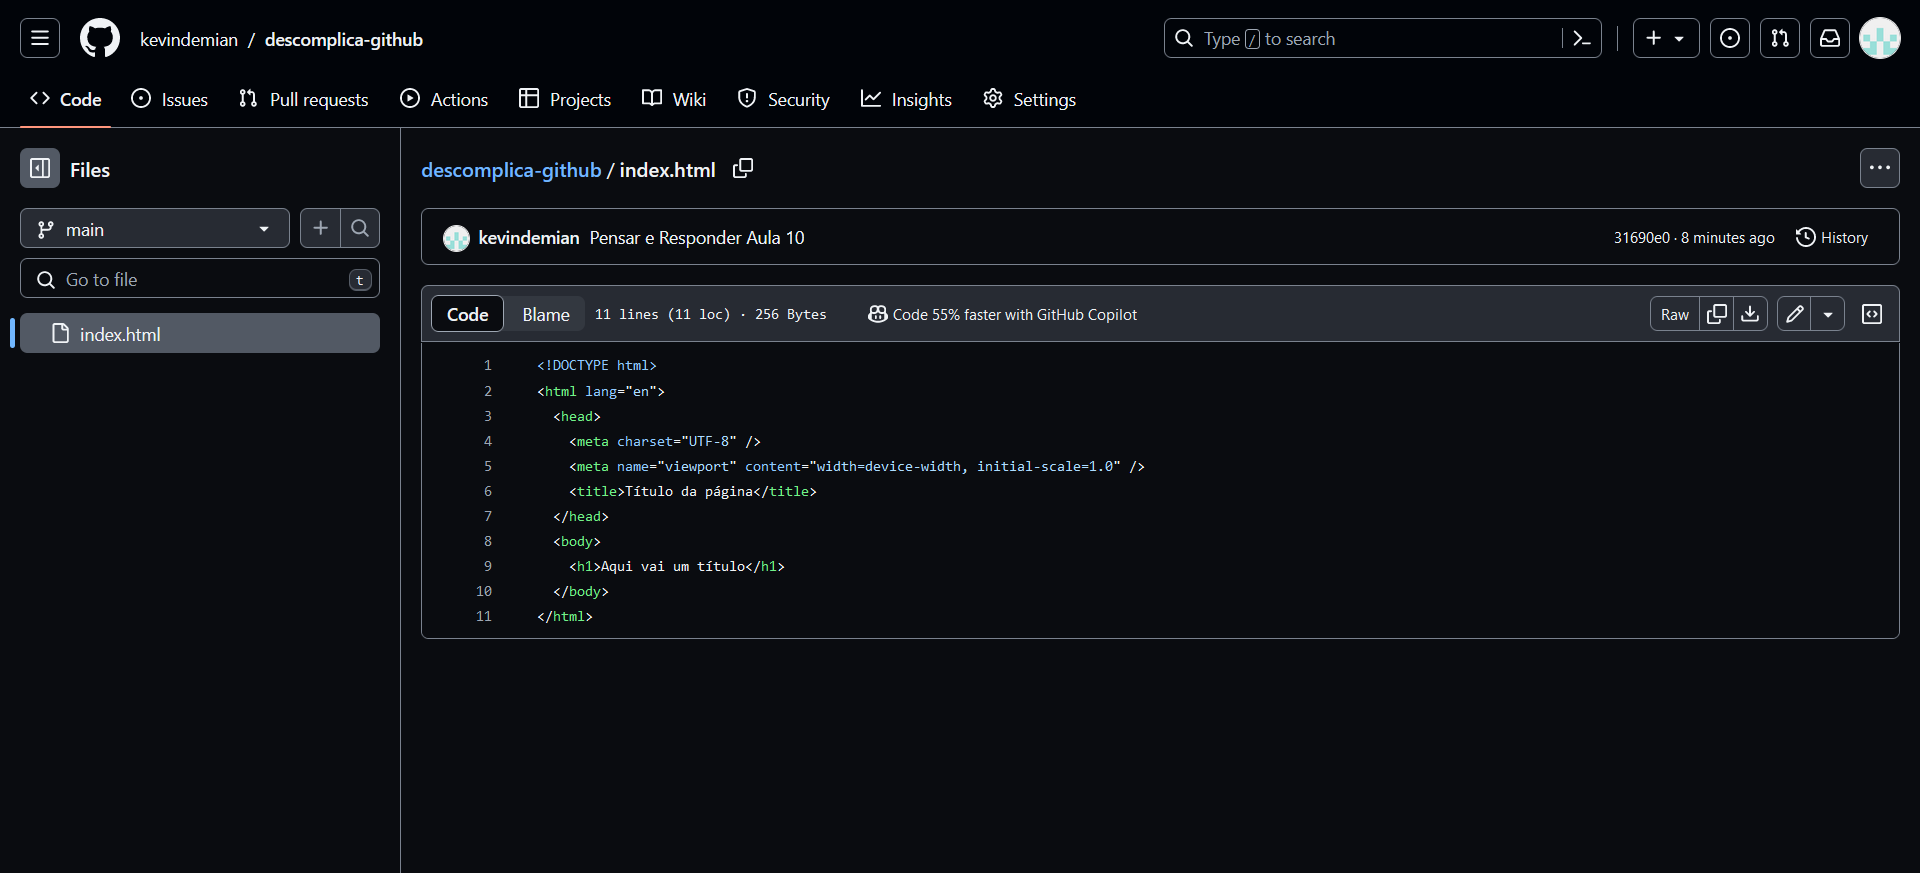 kevindemian / descomplica-github
Type / to search
Code Issues Pull requests Actions Projects Wiki Security Insights Settings
Files
main
Go to file t
index.html
descomplica-github / index.html
kevindemian Pensar e Responder Aula 10
31690e0 · 8 minutes ago History
Code Blame 11 lines (11 loc) · 256 Bytes Code 55% faster with GitHub Copilot Raw
1 <!DOCTYPE html>
2 <html lang="en">
3 <head>
4 <meta charset="UTF-8" />
5 <meta name="viewport" content="width=device-width, initial-scale=1.0" />
6 <title>Título da página</title>
7 </head>
8 <body>
9 <h1>Aqui vai um título</h1>
10 </body>
11 </html>